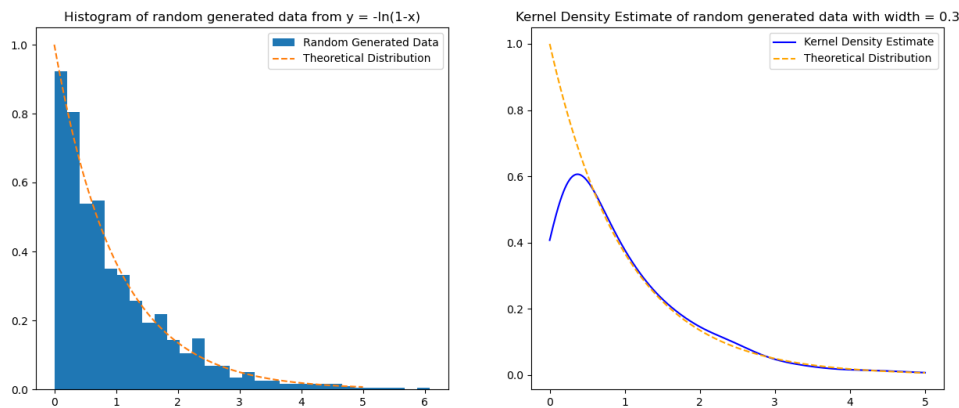 Histogram of random generated data from y = -ln(1-x)
Random Generated Data
Theoretical Distribution
1.0
0.8
0.6
0.4
0.2
0.0
0 1 2 3 4 5 6
Kernel Density Estimate of random generated data with width = 0.3
Kernel Density Estimate
Theoretical Distribution
1.0
0.8
0.6
0.4
0.2
0.0
0 1 2 3 4 5